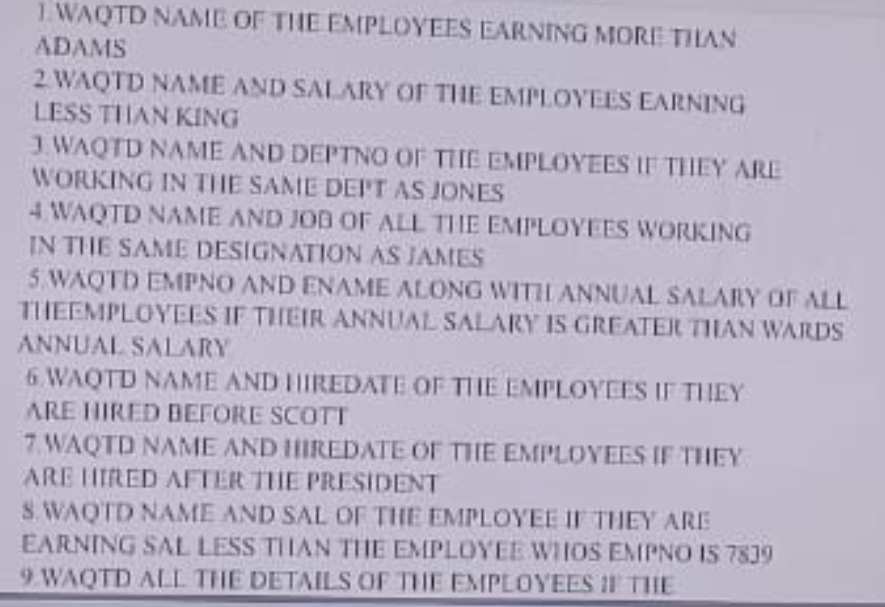 1.WAQTD NAME OF THE EMPLOYEES EARNING MORE THAN
ADAMS
2.WAQTD NAME AND SALARY OF THE EMPLOYEES EARNING
LESS THAN KING
3.WAQTD NAME AND DEPTNO OF THE EMPLOYEES IF THEY ARE
WORKING IN THE SAME DEPT AS JONES
4.WAQTD NAME AND JOB OF ALL THE EMPLOYEES WORKING
IN THE SAME DESIGNATION AS JAMES
5.WAQTD EMPNO AND ENAME ALONG WITH ANNUAL SALARY OF ALL
THEEMPLOYEES IF THEIR ANNUAL SALARY IS GREATER THAN WARDS
ANNUAL SALARY
6.WAQTD NAME AND HIREDATE OF THE EMPLOYEES IF THEY
ARE HIRED BEFORE SCOTT
7.WAQTD NAME AND HIREDATE OF THE EMPLOYEES IF THEY
ARE HIRED AFTER THE PRESIDENT
8.WAQTD NAME AND SAL OF THE EMPLOYEE IF THEY ARE
EARNING SAL LESS THAN THE EMPLOYEE WHOS EMPNO IS 7839
9.WAQTD ALL THE DETAILS OF THE EMPLOYEES IF THE